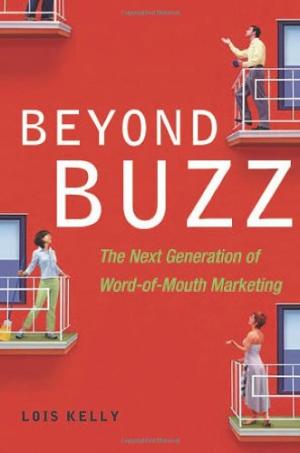 BEYOND
BUZZ
The Next Generation of
Word-of-Mouth Marketing
LOIS KELLY